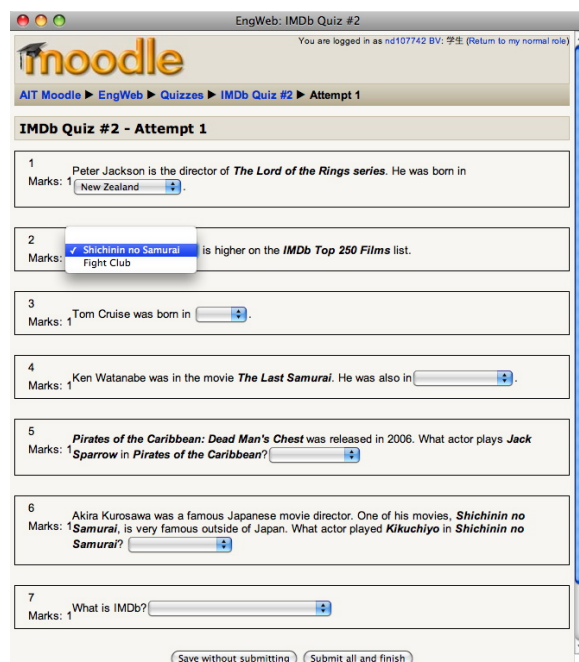 EngWeb: IMDb Quiz #2
moodle
You are logged in as nd107742 BV: 学生 (Return to my normal role)
AIT Moodle ► EngWeb ► Quizzes ► IMDb Quiz #2 ► Attempt 1
IMDb Quiz #2 - Attempt 1
1
Marks: 1
Peter Jackson is the director of The Lord of the Rings series. He was born in
New Zealand .
2
Marks:
✓ Shichinin no Samurai is higher on the IMDb Top 250 Films list.
Fight Club
3
Marks: 1
Tom Cruise was born in .
4
Marks: 1
Ken Watanabe was in the movie The Last Samurai. He was also in .
5
Marks: 1
Pirates of the Caribbean: Dead Man's Chest was released in 2006. What actor plays Jack
Sparrow in Pirates of the Caribbean?
6
Marks: 1
Akira Kurosawa was a famous Japanese movie director. One of his movies, Shichinin no
Samurai, is very famous outside of Japan. What actor played Kikuchiyo in Shichinin no
Samurai?
7
Marks: 1
What is IMDb?
Save without submitting Submit all and finish